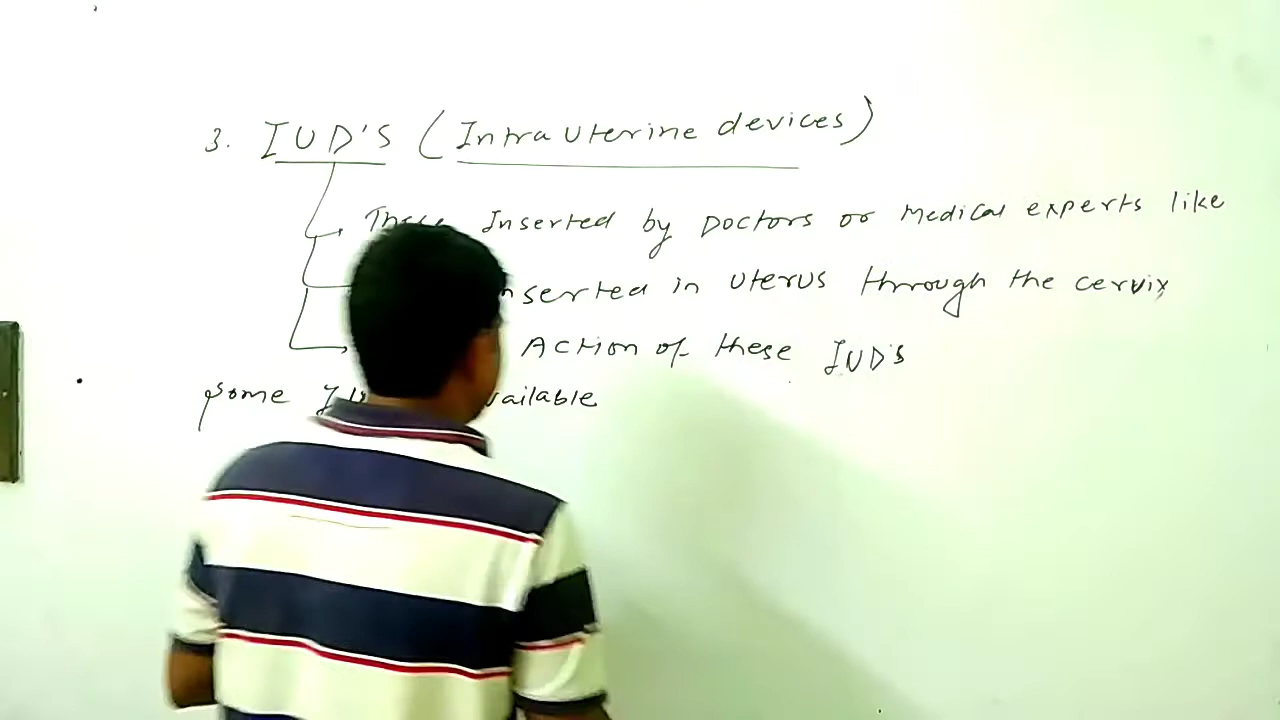 3. IUD'S (Intra Uterine devices)
These Inserted by Doctors or Medical experts like
nserted in uterus through the cervix
Action of these IUD's
Some vailable